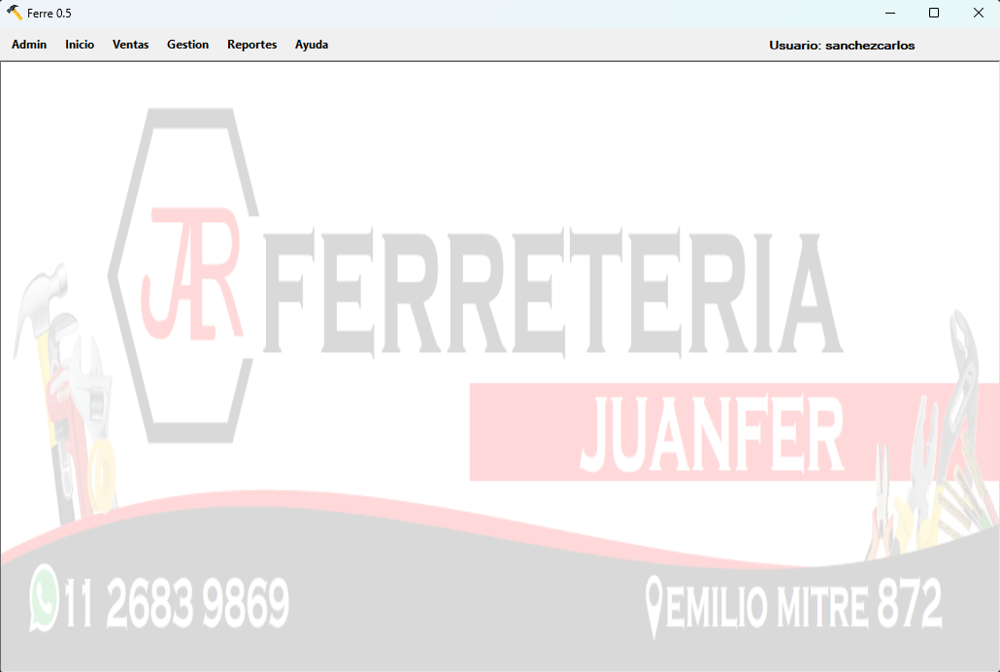 Ferre 0.5
Admin Inicio Ventas Gestion Reportes Ayuda Usuario: sanchezcarlos
FERRETERIA
JUANFER
11 2683 9869 EMILIO MITRE 872